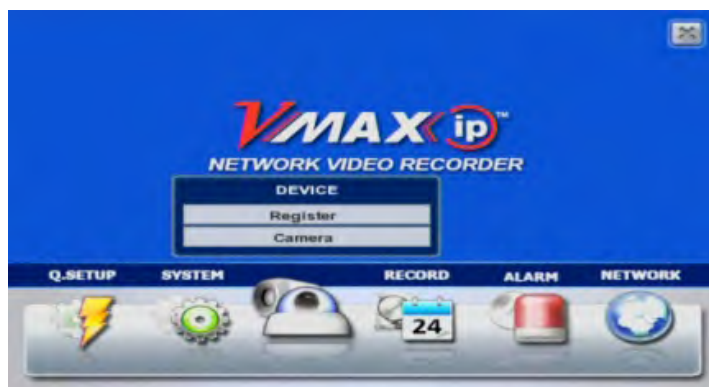 VMAX ip™
NETWORK VIDEO RECORDER
DEVICE
Register
Camera
Q.SETUP SYSTEM RECORD ALARM NETWORK
24